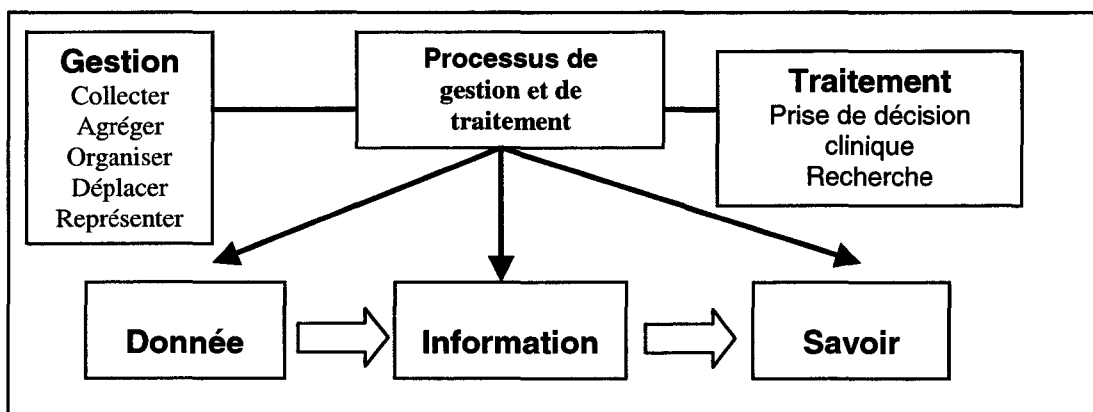 Gestion
Collecter
Agréger
Organiser
Déplacer
Représenter
Processus de
gestion et de
traitement
Traitement
Prise de décision
clinique
Recherche
Donnée
Information
Savoir